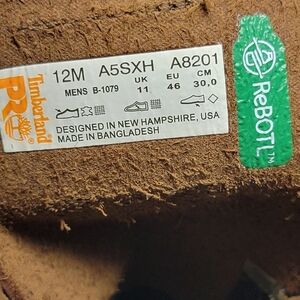 Timberland
PRO
12M A5SXH A8201
MENS B-1079 UK EU CM
11 46 30,0
DESIGNED IN NEW HAMPSHIRE, USA
MADE IN BANGLADESH
ReBOTL™